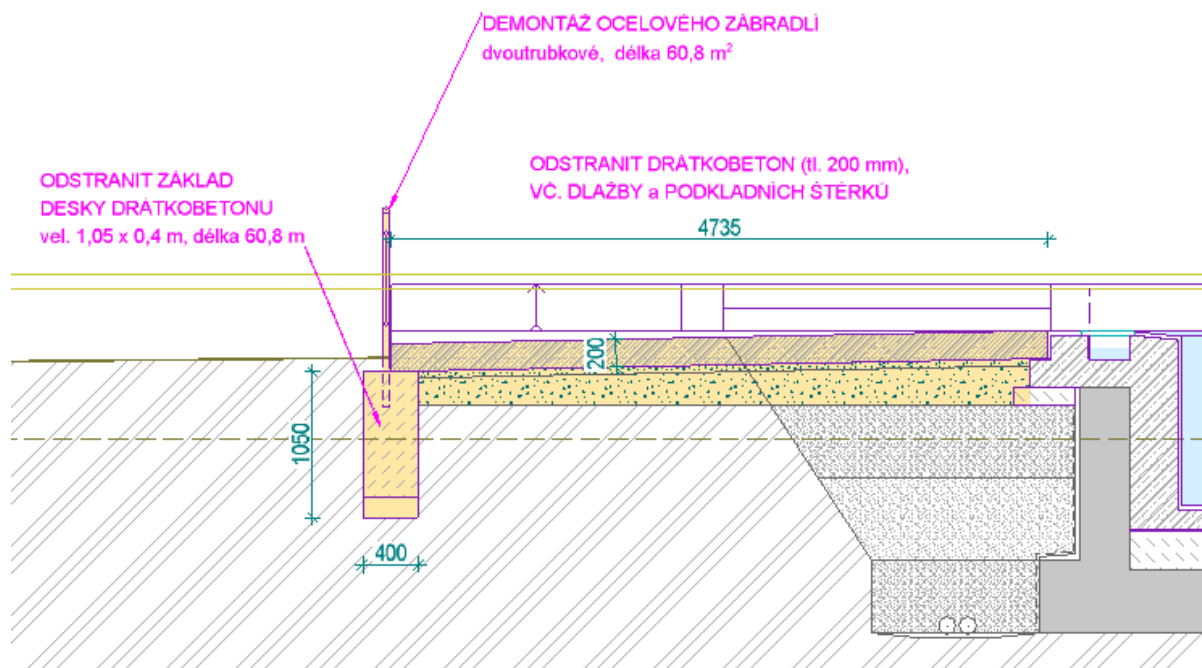 DEMONTÁŽ OCELOVÉHO ZÁBRADLÍ
dvoutrubkové, délka 60,8 m²
ODSTRANIT ZÁKLAD
DESKY DRÁTKOBETONU
vel. 1,05 x 0,4 m, délka 60,8 m
ODSTRANIT DRÁTKOBETON (tl. 200 mm),
VČ. DLAŽBY a PODKLADNÍCH ŠTĚRKŮ
4735
200
1050
400